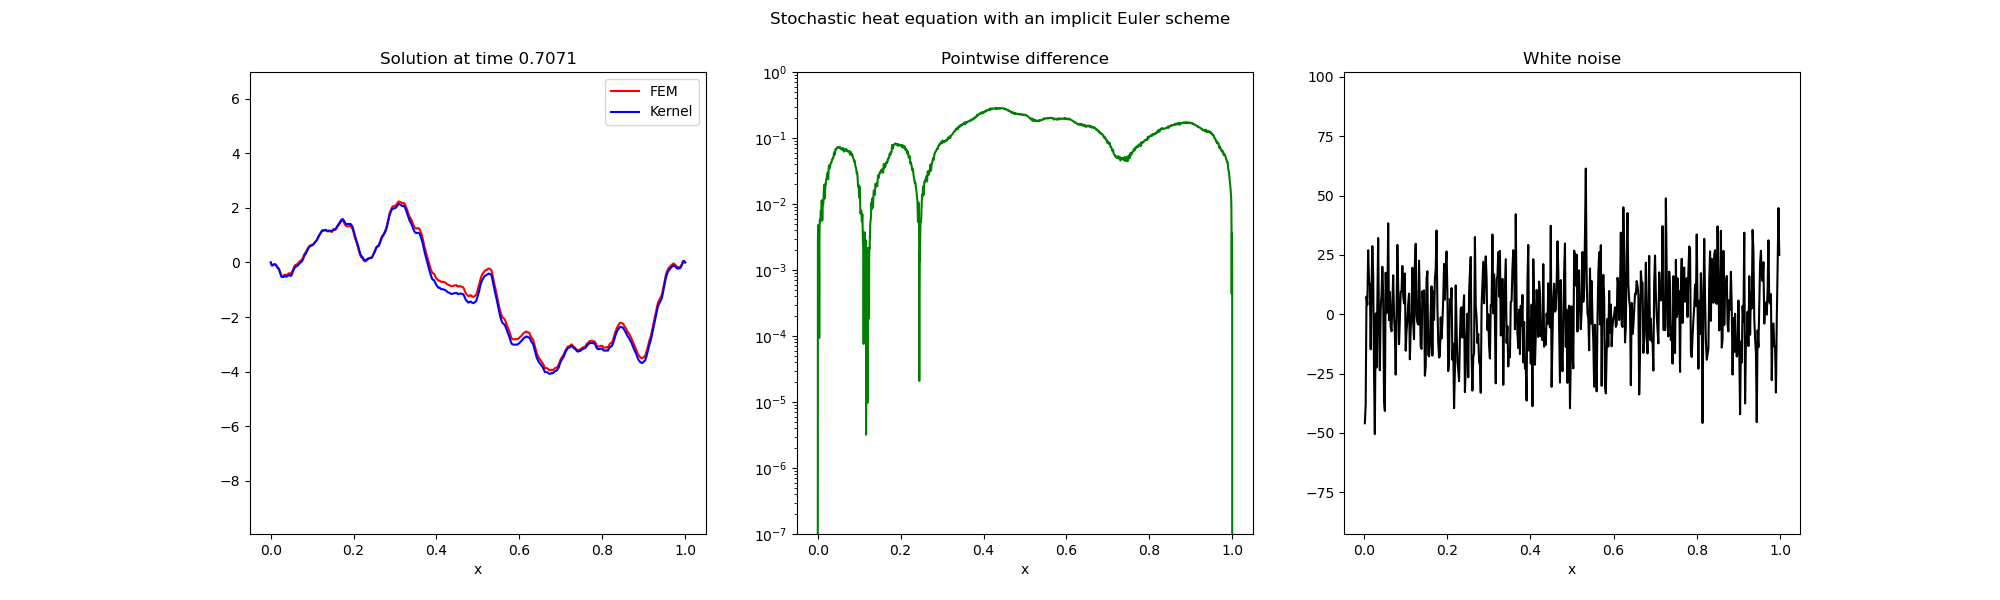 Stochastic heat equation with an implicit Euler scheme
Solution at time 0.7071
6
4
2
0
−2
−4
−6
−8
0.0 0.2 0.4 0.6 0.8 1.0
x
FEM
Kernel
Pointwise difference
10⁰
10⁻¹
10⁻²
10⁻³
10⁻⁴
10⁻⁵
10⁻⁶
10⁻⁷
0.0 0.2 0.4 0.6 0.8 1.0
x
White noise
100
75
50
25
0
−25
−50
−75
0.0 0.2 0.4 0.6 0.8 1.0
x